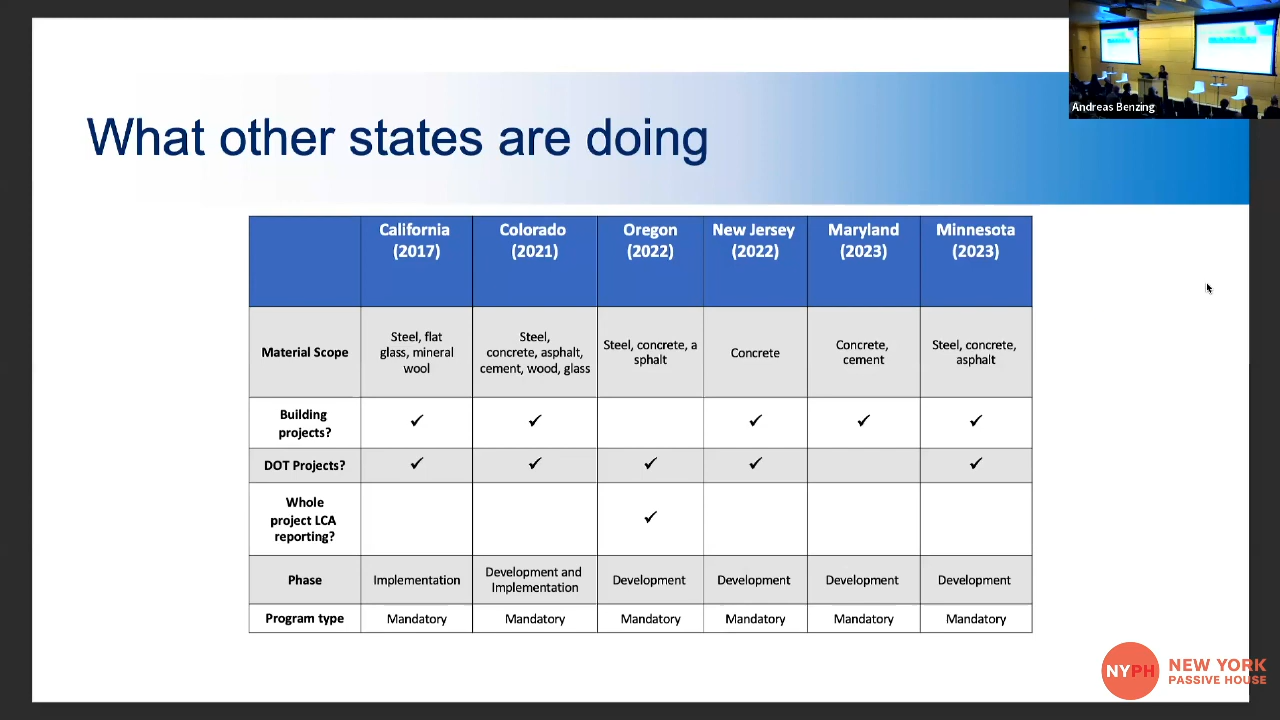 Andreas Benzing
What other states are doing
California
(2017)
Colorado
(2021)
Oregon
(2022)
New Jersey
(2022)
Maryland
(2023)
Minnesota
(2023)
Material Scope
Steel, flat
glass, mineral
wool
Steel,
concrete, asphalt,
cement, wood, glass
Steel, concrete, a
sphalt
Concrete
Concrete,
cement
Steel, concrete,
asphalt
Building
projects?
✓
✓
✓
✓
✓
DOT Projects?
✓
✓
✓
✓
✓
Whole
project LCA
reporting?
✓
Phase
Implementation
Development and
Implementation
Development
Development
Development
Development
Program type
Mandatory
Mandatory
Mandatory
Mandatory
Mandatory
Mandatory
NYPH
NEW YORK
PASSIVE HOUSE